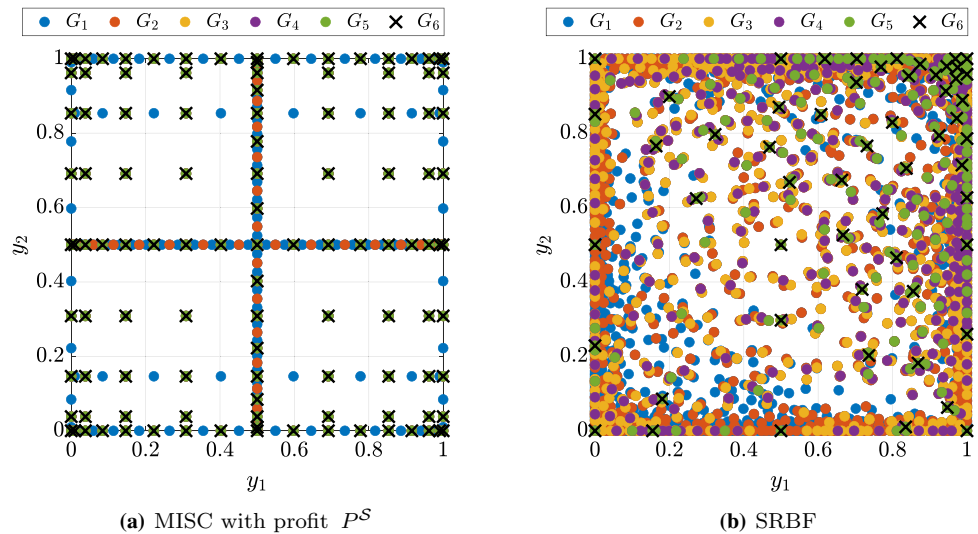 G₁ G₂ G₃ G₄ G₅ G₆
1
0.8
0.6
0.4
0.2
0
y₂
0 0.2 0.4 0.6 0.8 1
y₁
(a) MISC with profit P^𝒮
G₁ G₂ G₃ G₄ G₅ G₆
1
0.8
0.6
0.4
0.2
0
y₂
0 0.2 0.4 0.6 0.8 1
y₁
(b) SRBF